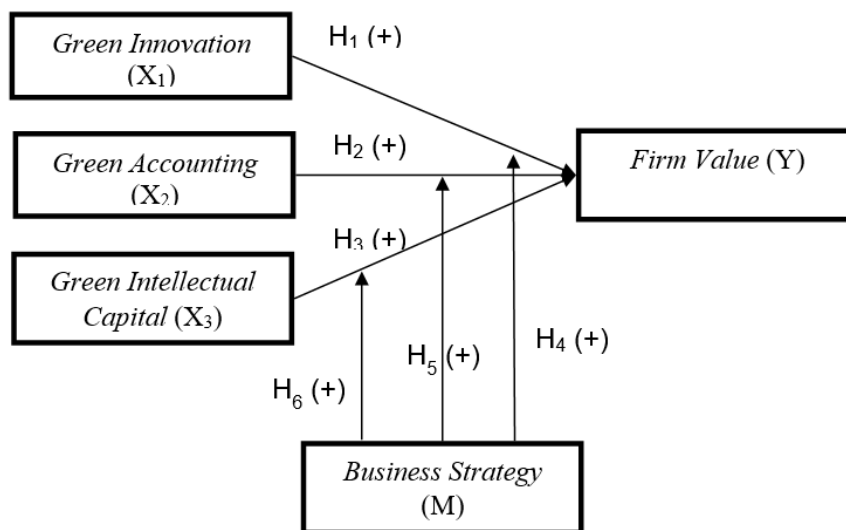 Green Innovation
(X₁)
H₁ (+)
Green Accounting
(X₂)
H₂ (+)
Firm Value (Y)
Green Intellectual
Capital (X₃)
H₃ (+)
H₄ (+)
H₅ (+)
H₆ (+)
Business Strategy
(M)